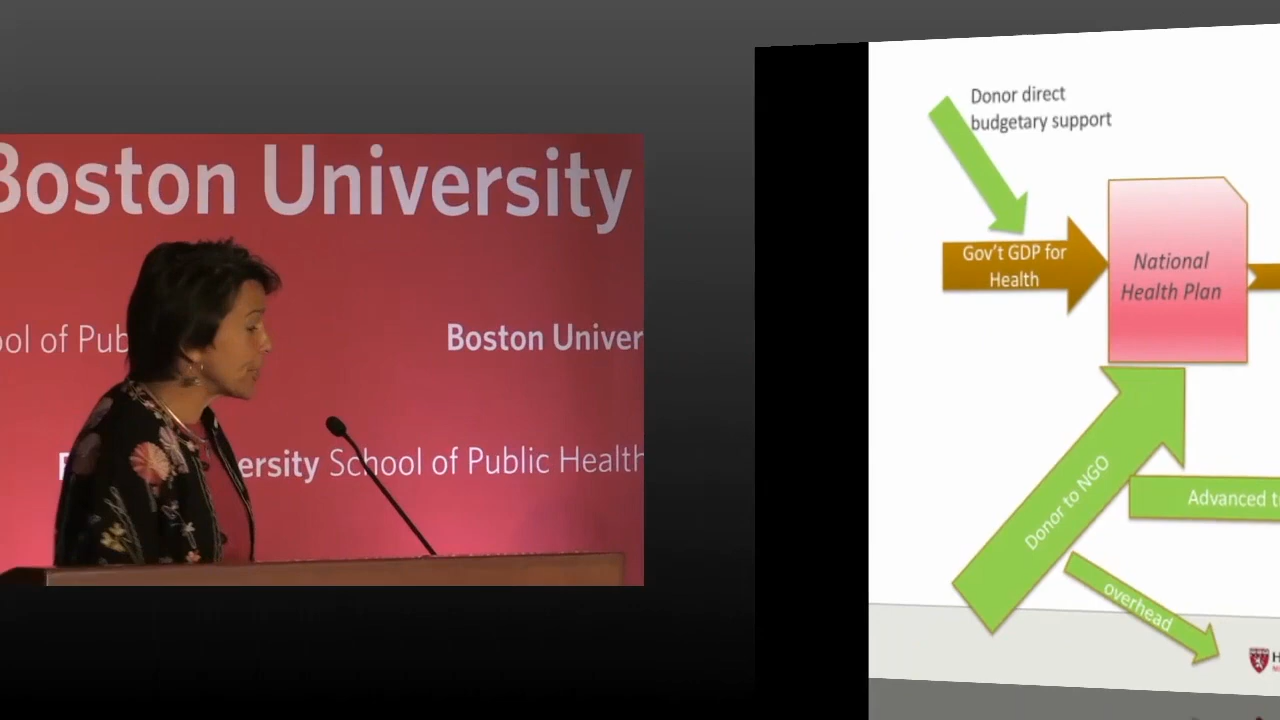 Boston University
ool of Pub
Boston Univer
ersity School of Public Health
Donor direct
budgetary support
Gov't GDP for
Health
National
Health Plan
Donor to NGO
Advanced t
overhead
H